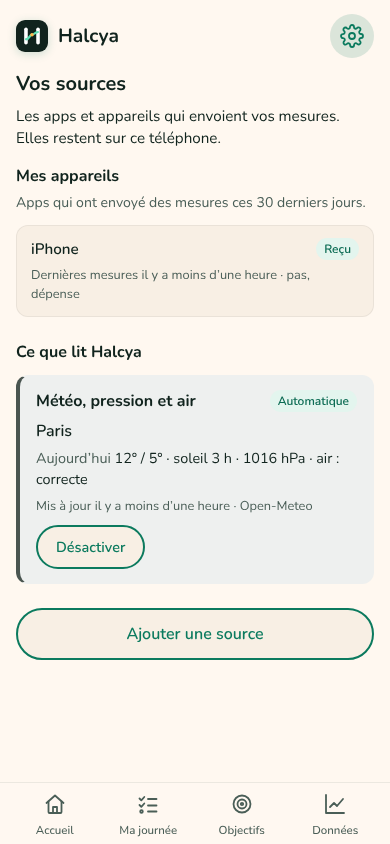 Halcya
Vos sources
Les apps et appareils qui envoient vos mesures.
Elles restent sur ce téléphone.
Mes appareils
Apps qui ont envoyé des mesures ces 30 derniers jours.
iPhone
Reçu
Dernières mesures il y a moins d’une heure · pas,
dépense
Ce que lit Halcya
Météo, pression et air
Automatique
Paris
Aujourd’hui 12° / 5° · soleil 3 h · 1016 hPa · air :
correcte
Mis à jour il y a moins d’une heure · Open-Meteo
Désactiver
Ajouter une source
Accueil
Ma journée
Objectifs
Données